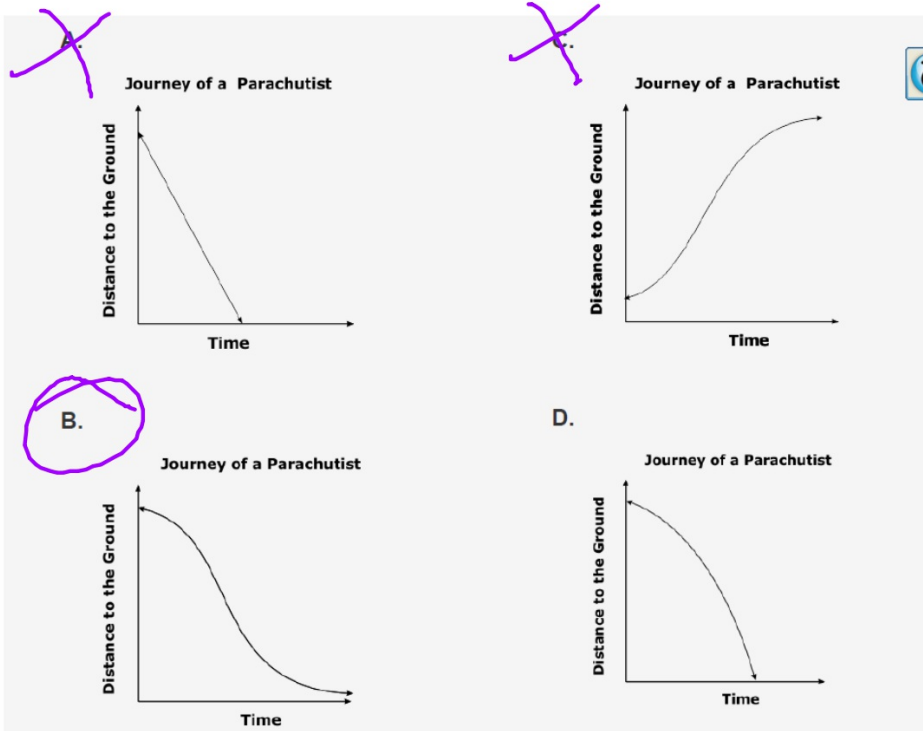 A.
Journey of a Parachutist
Distance to the Ground
Time
C.
Journey of a Parachutist
Distance to the Ground
Time
B.
Journey of a Parachutist
Distance to the Ground
Time
D.
Journey of a Parachutist
Distance to the Ground
Time